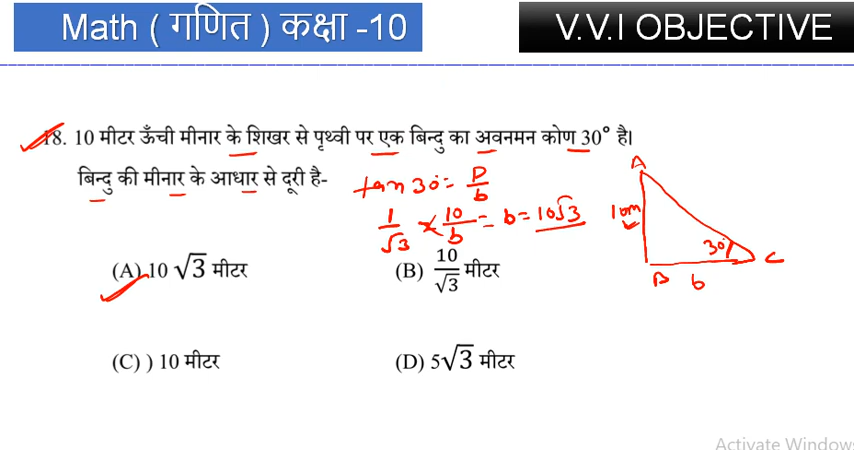 Math ( गणित ) कक्षा -10
V.V.I OBJECTIVE
18. 10 मीटर ऊँची मीनार के शिखर से पृथ्वी पर एक बिन्दु का अवनमन कोण 30° है।
बिन्दु की मीनार के आधार से दूरी है-
tan 30° = p/b
1/√3 × 10/b = b = 10√3
A
10m
30°
B b C
(A) 10 √3 मीटर
(B) 10/√3 मीटर
(C) ) 10 मीटर
(D) 5√3 मीटर
Activate Windows